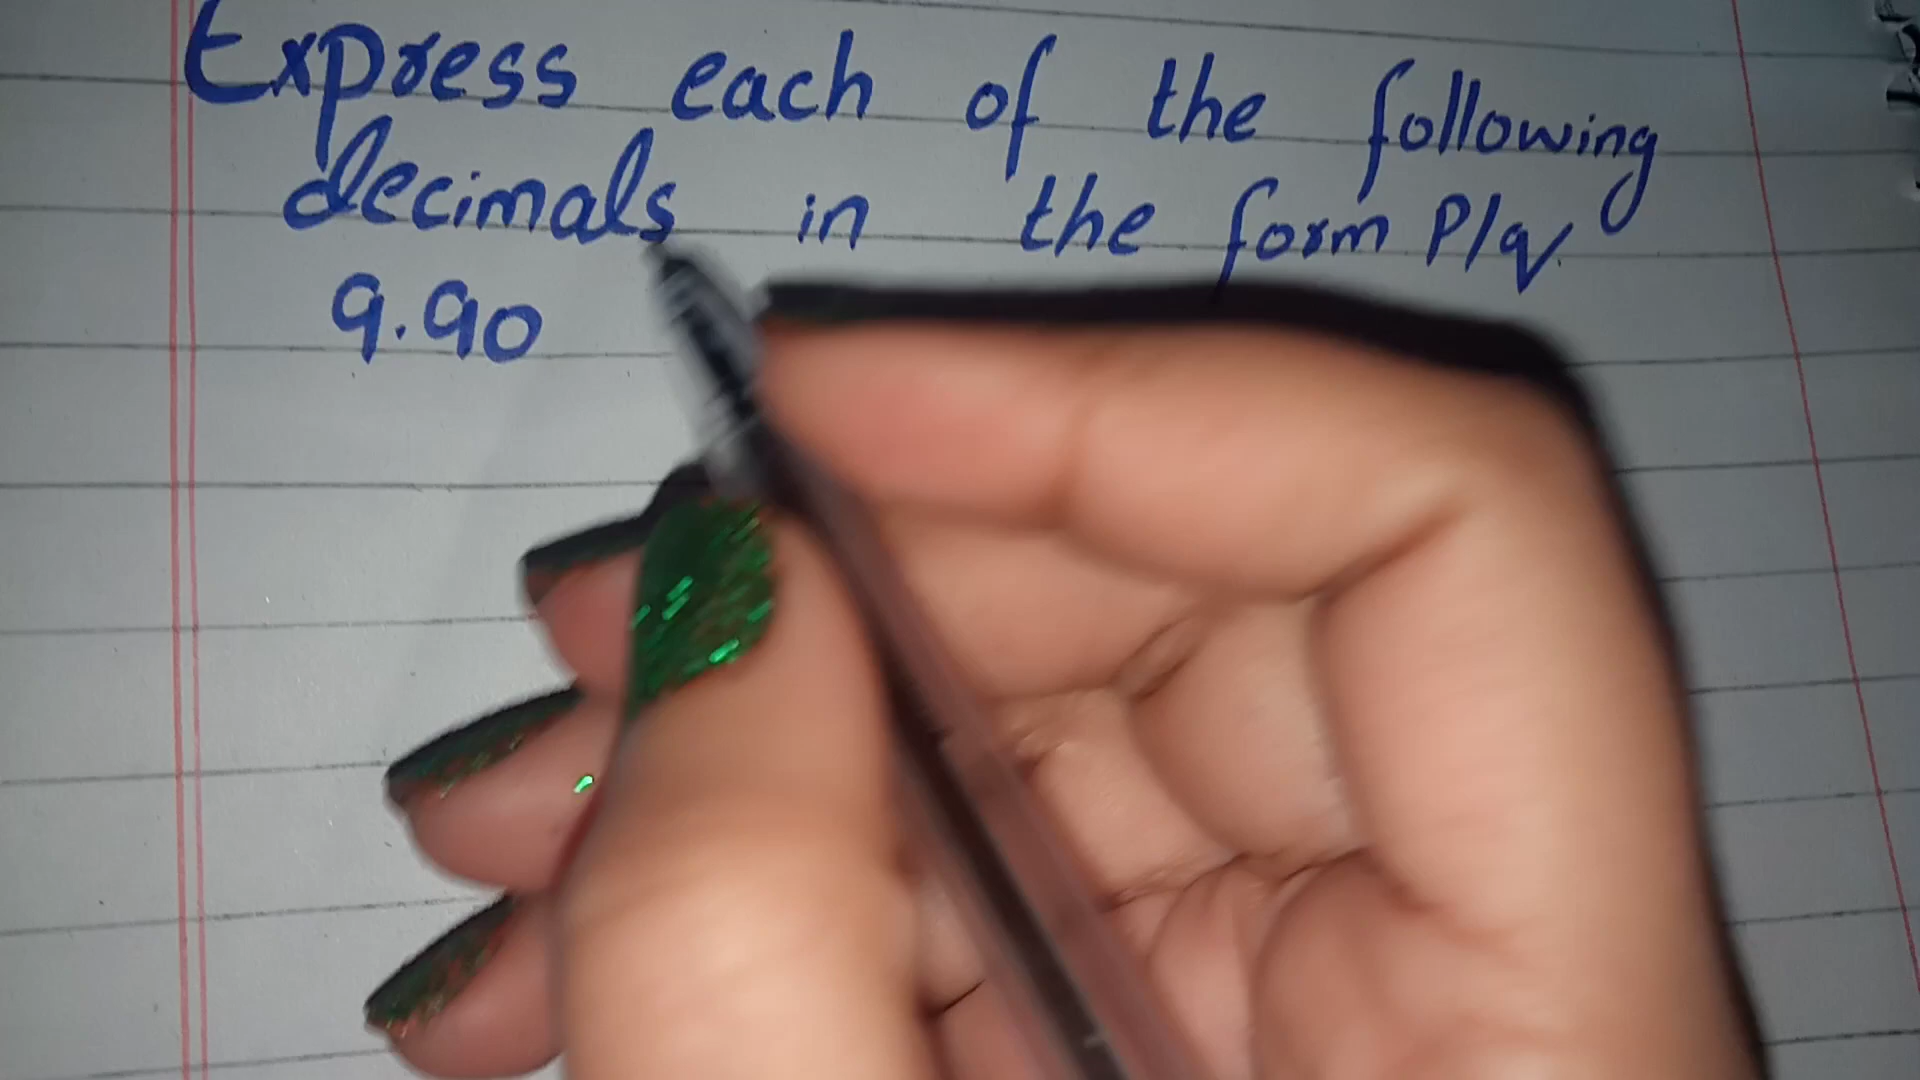 Express each of the following
decimals in the form P/q.
9.90